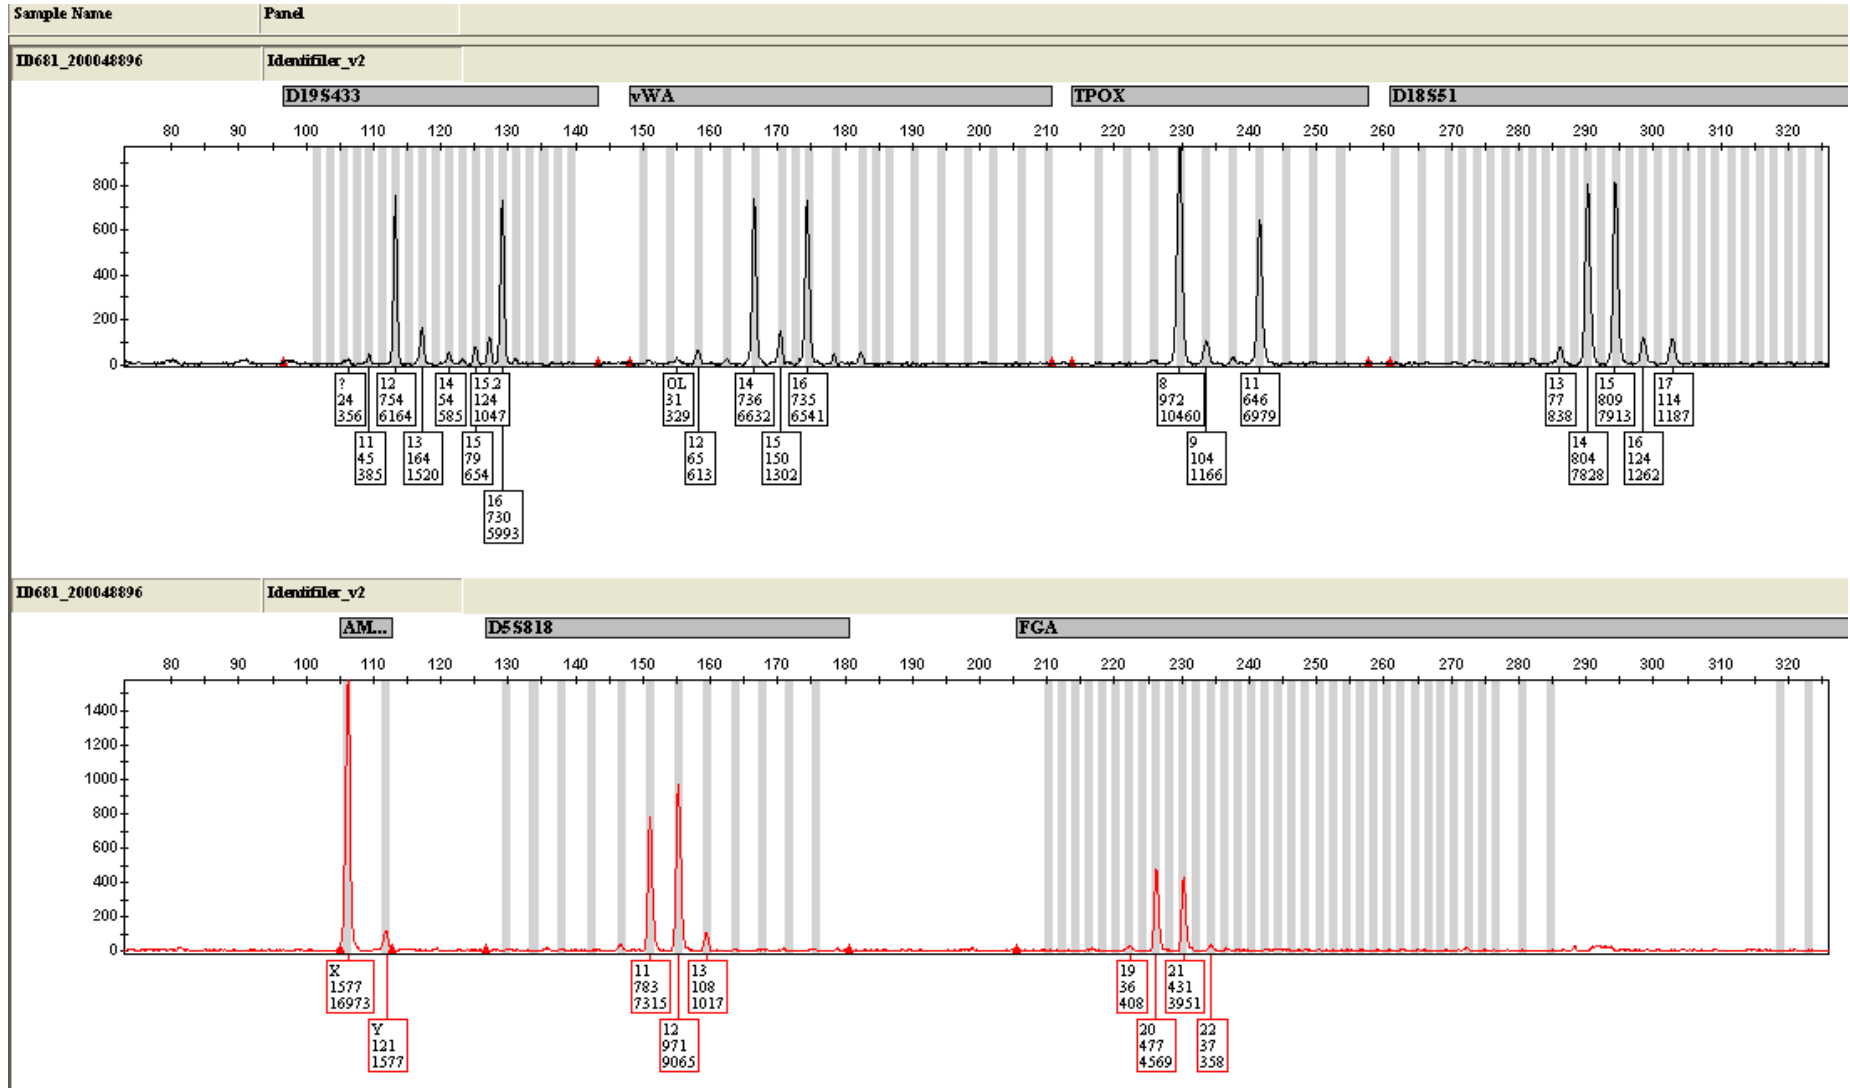 Sample Name Panel
ID681_200048896 Identifiler_v2
D19S433 vWA TPOX D18S51
80 90 100 110 120 130 140 150 160 170 180 190 200 210 220 230 240 250 260 270 280 290 300 310 320
800
600
400
200
0
? 12 14 15.2 OL 14 16 8 11 13 15 17
24 754 54 124 31 736 735 972 646 77 809 114
356 6164 585 1047 329 6632 6541 10460 6979 838 7913 1187
11 13 15 12 15 9 14 16
45 164 79 65 150 104 804 124
385 1520 654 613 1302 1166 7828 1262
16
730
5993
ID681_200048896 Identifiler_v2
AM... D5S818 FGA
80 90 100 110 120 130 140 150 160 170 180 190 200 210 220 230 240 250 260 270 280 290 300 310 320
1400
1200
1000
800
600
400
200
0
X 11 13 19 21
1577 783 108 36 431
16973 7315 1017 408 3951
Y 12 20 22
121 971 477 37
1577 9065 4569 358